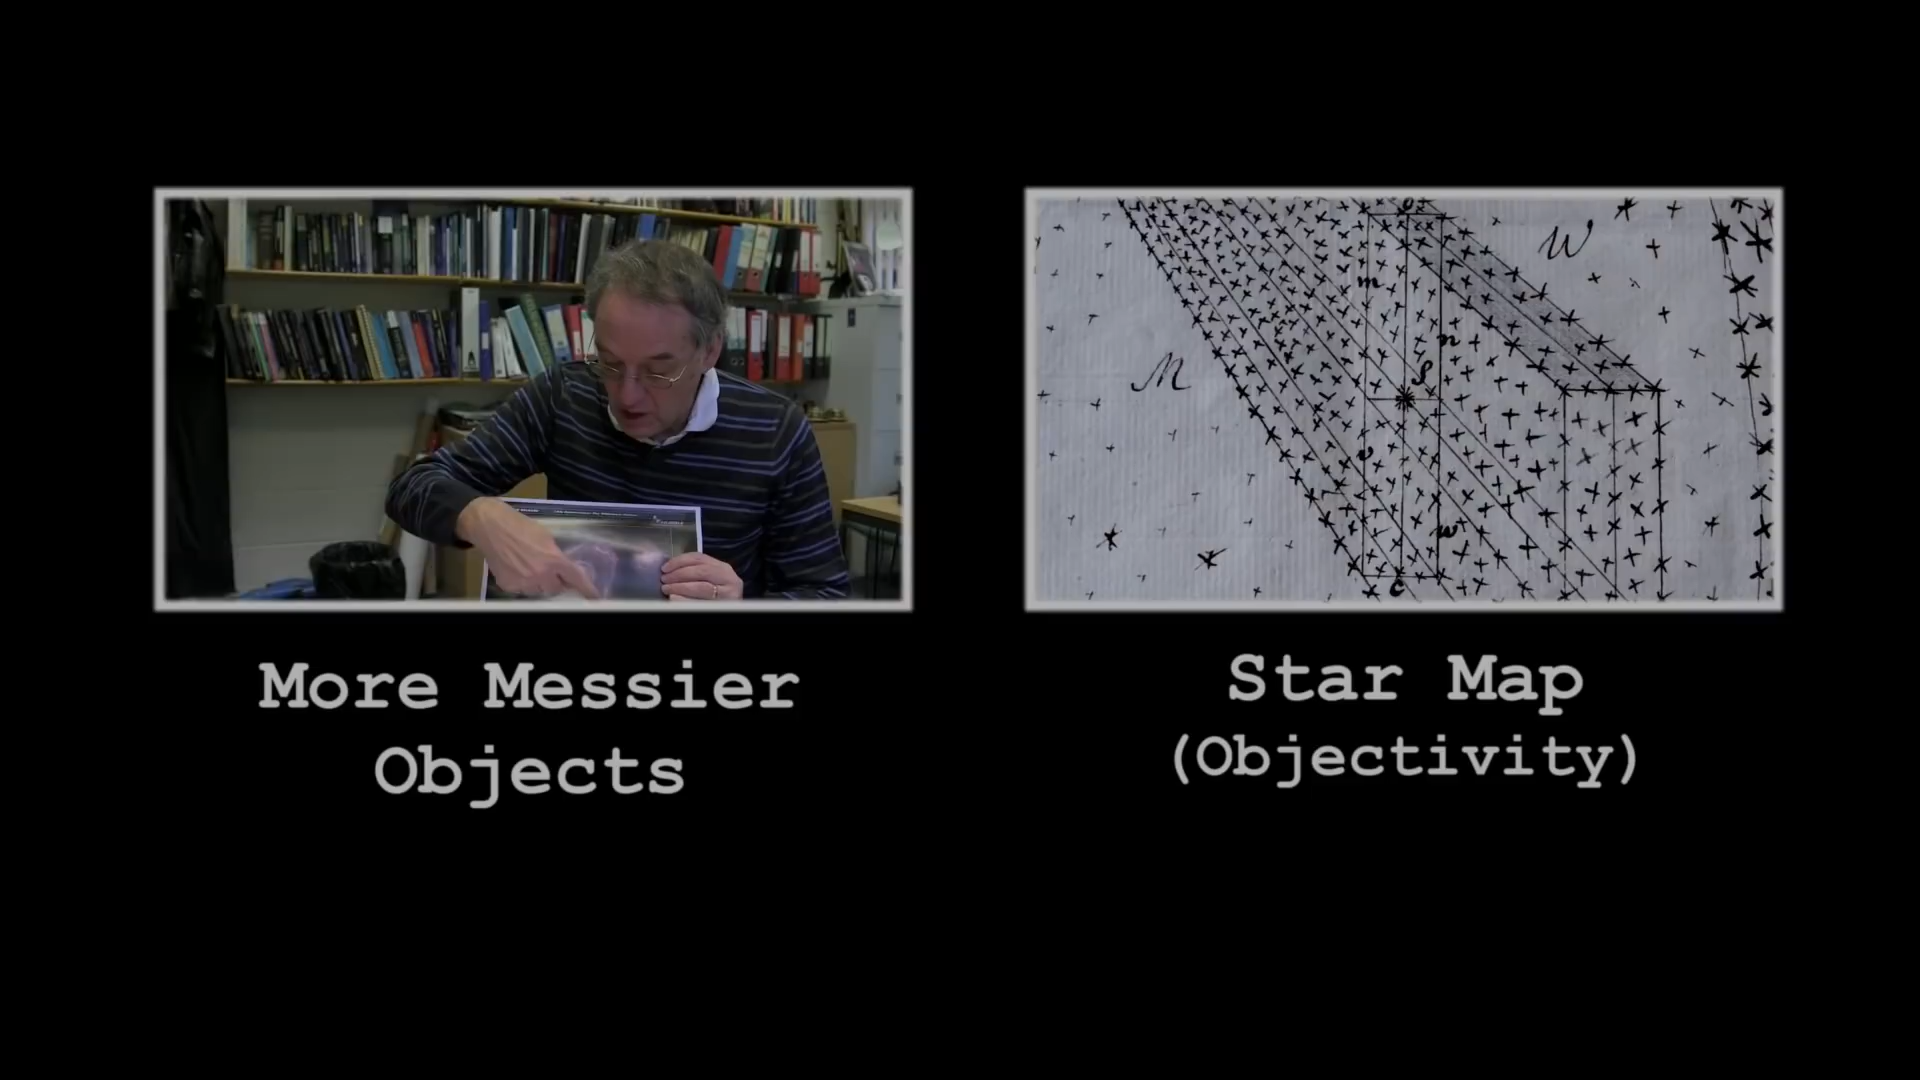 More Messier
Objects
Star Map
(Objectivity)
W
M
m
n
S
v
w
c